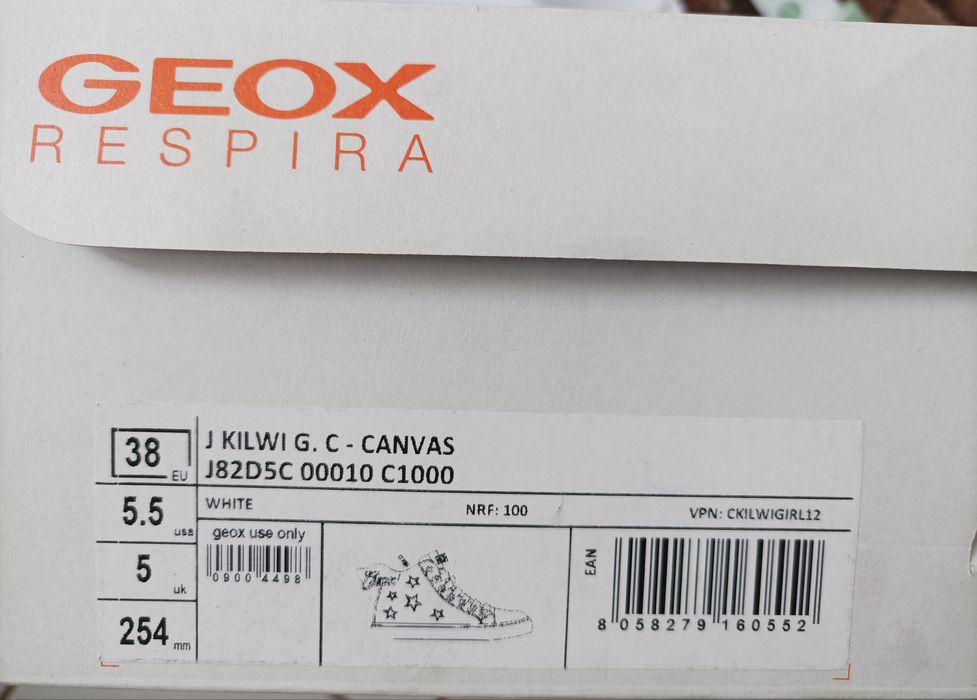 GEOX
RESPIRA
38 EU
J KILWI G. C - CANVAS
J82D5C 00010 C1000
5.5 usa
WHITE
NRF: 100
VPN: CKILWIGIRL12
geox use only
0900 4498
5 uk
254 mm
EAN
8 058279 160552